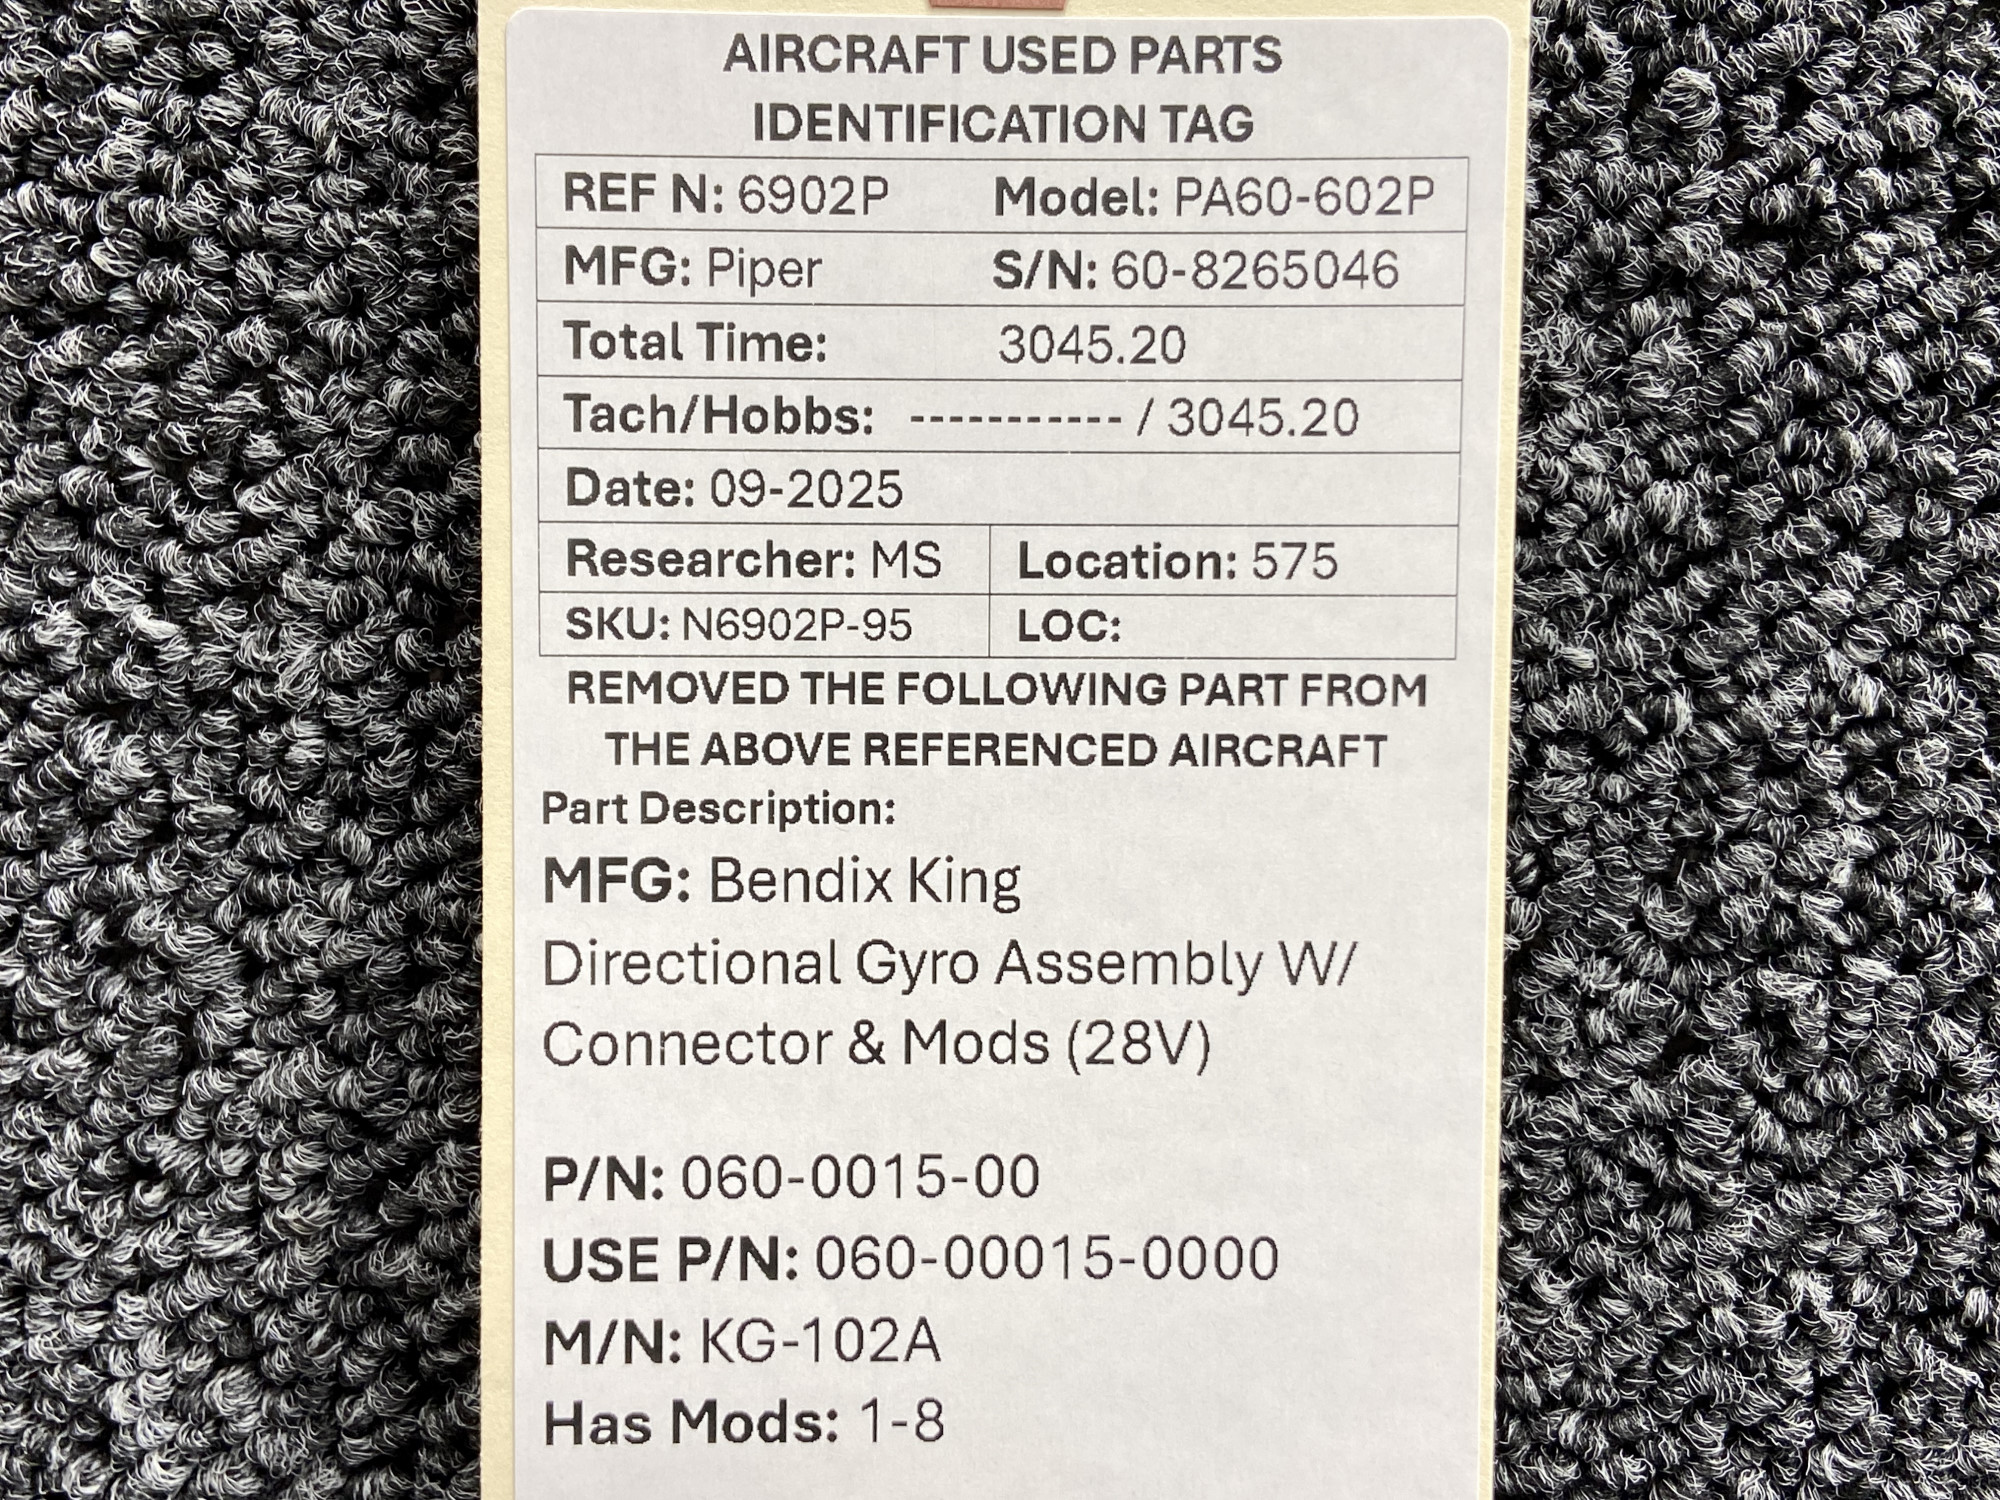 AIRCRAFT USED PARTS
IDENTIFICATION TAG
REF N: 6902P Model: PA60-602P
MFG: Piper S/N: 60-8265046
Total Time: 3045.20
Tach/Hobbs: ----------- / 3045.20
Date: 09-2025
Researcher: MS Location: 575
SKU: N6902P-95 LOC:
REMOVED THE FOLLOWING PART FROM
THE ABOVE REFERENCED AIRCRAFT
Part Description:
MFG: Bendix King
Directional Gyro Assembly W/
Connector & Mods (28V)
P/N: 060-0015-00
USE P/N: 060-00015-0000
M/N: KG-102A
Has Mods: 1-8